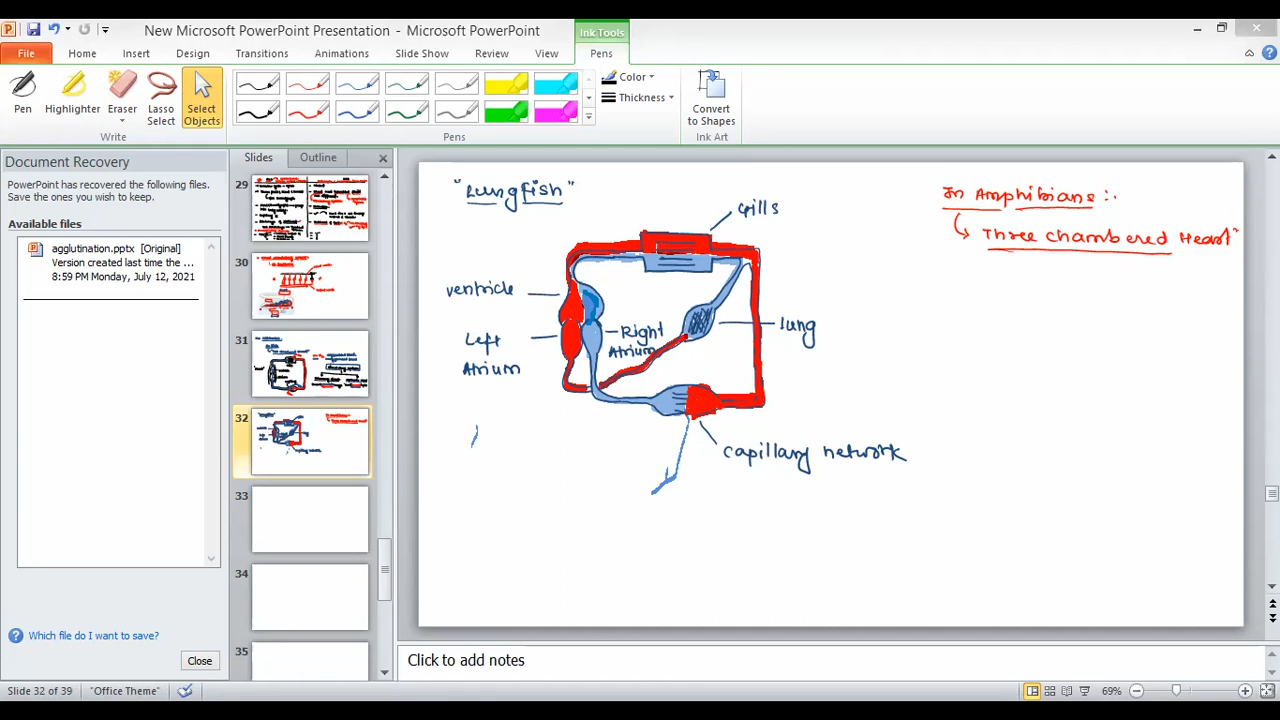 New Microsoft PowerPoint Presentation - Microsoft PowerPoint
Ink Tools
File Home Insert Design Transitions Animations Slide Show Review View Pens
Pen Highlighter Eraser Lasso Select Select Objects
Color
Thickness
Convert to Shapes
Write Pens Ink Art
Document Recovery
PowerPoint has recovered the following files.
Save the ones you wish to keep.
Available files
agglutination.pptx [Original]
Version created last time the ...
8:59 PM Monday, July 12, 2021
Which file do I want to save?
Close
Slides Outline
29
30
31
32
33
34
35
"Lungfish"
Gills
ventricle
Left
Atrium
Right
Atrium
lung
capillary network
In Amphibians :.
Three chambered Heart"
Click to add notes
Slide 32 of 39 "Office Theme" 69%